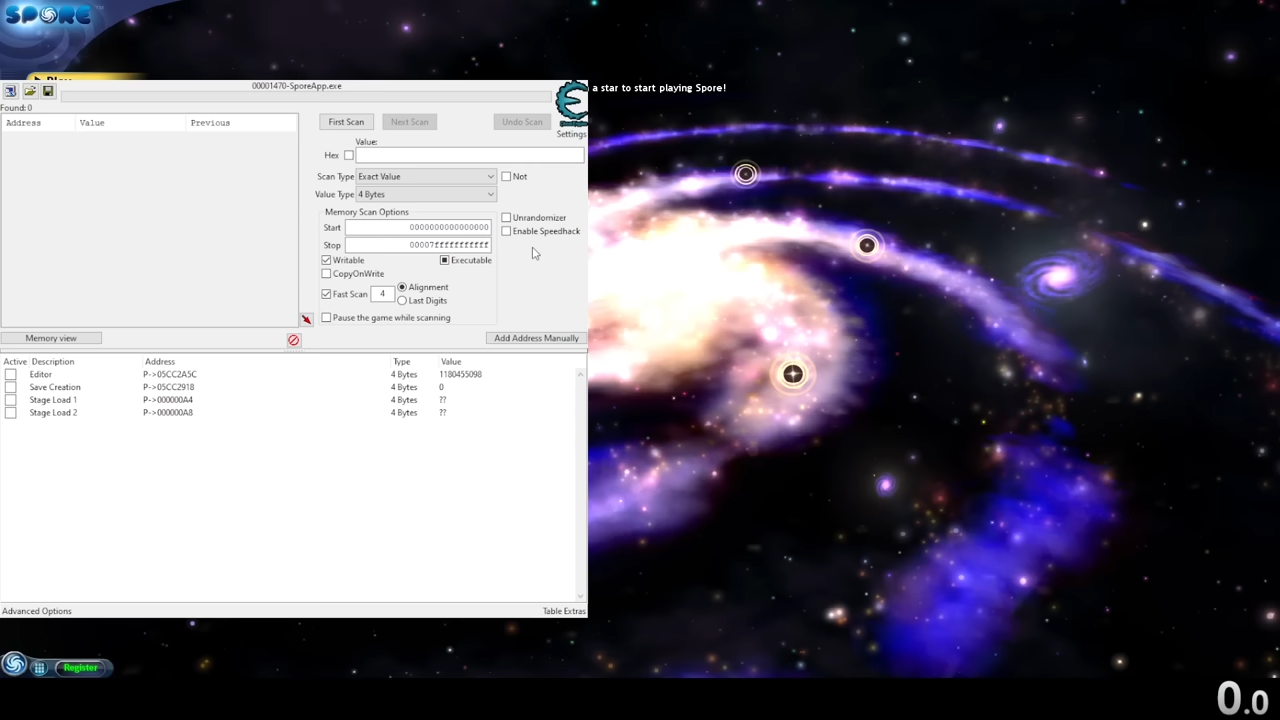 SPORE
Play
00001470-SporeApp.exe
a star to start playing Spore!
Found: 0
Address Value Previous
First Scan Next Scan Undo Scan
Settings
Value:
Hex
Scan Type Exact Value Not
Value Type 4 Bytes
Memory Scan Options
Unrandomizer
Start 0000000000000000
Enable Speedhack
Stop 00007fffffffffff
Writable Executable
CopyOnWrite
Fast Scan 4 Alignment
Last Digits
Pause the game while scanning
Memory view Add Address Manually
Active Description Address Type Value
Editor P->05CC2A5C 4 Bytes 1180455098
Save Creation P->05CC2918 4 Bytes 0
Stage Load 1 P->000000A4 4 Bytes ??
Stage Load 2 P->000000A8 4 Bytes ??
Advanced Options Table Extras
Register
0.0